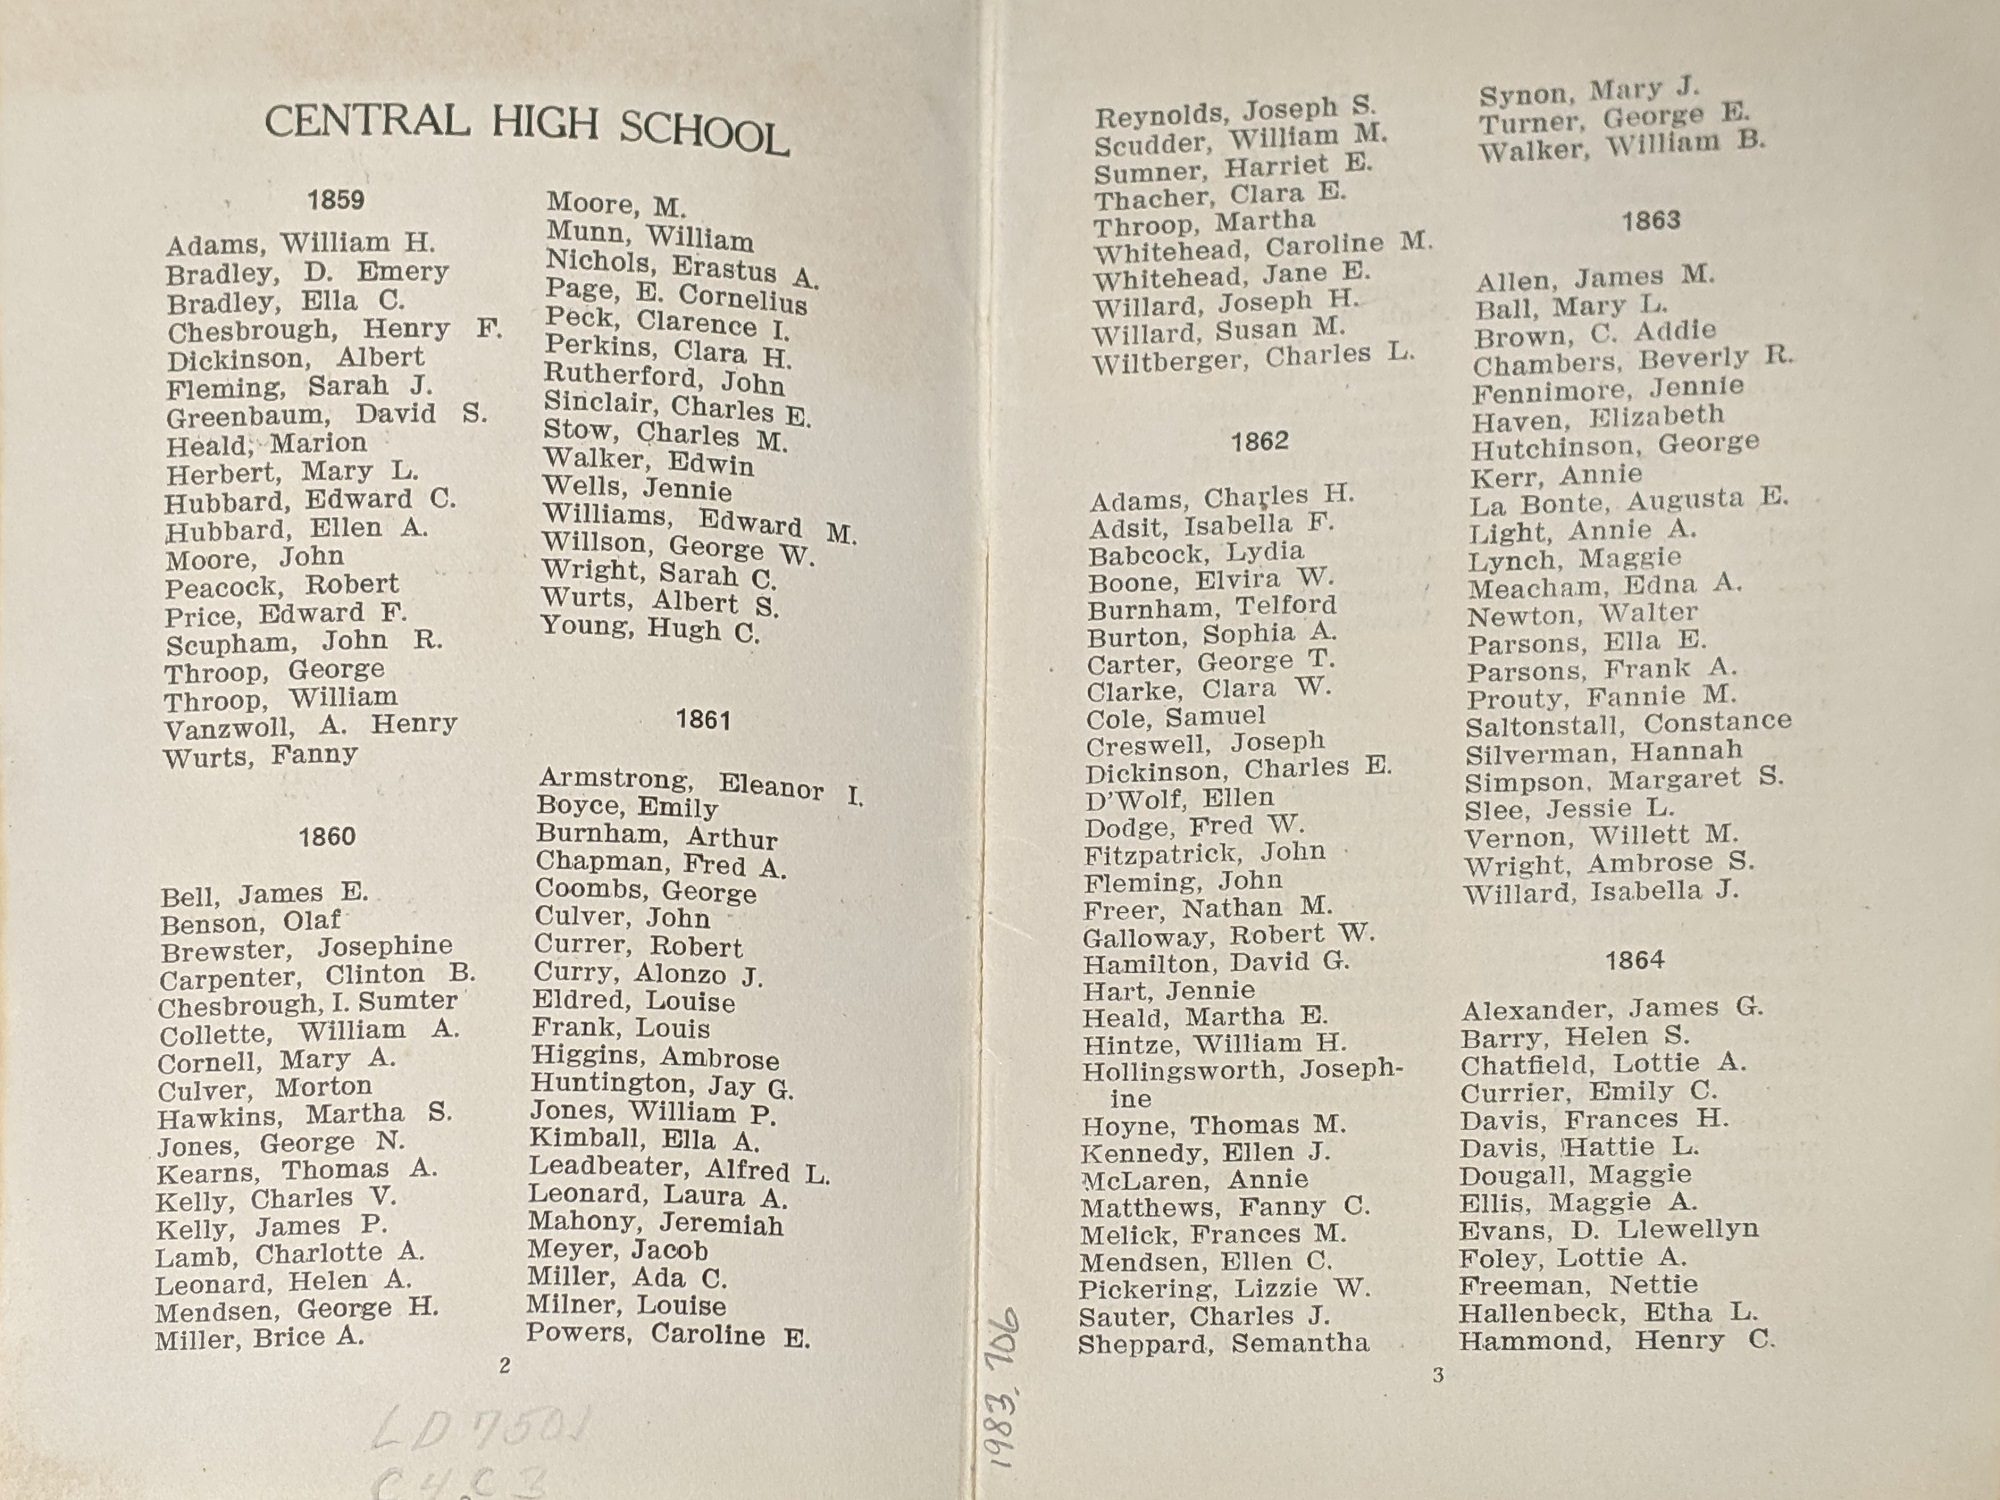 CENTRAL HIGH SCHOOL
1859
Adams, William H.
Bradley, D. Emery
Bradley, Ella C.
Chesbrough, Henry F.
Dickinson, Albert
Fleming, Sarah J.
Greenbaum, David S.
Heald, Marion
Herbert, Mary L.
Hubbard, Edward C.
Hubbard, Ellen A.
Moore, John
Peacock, Robert
Price, Edward F.
Scupham, John R.
Throop, George
Throop, William
Vanzwoll, A. Henry
Wurts, Fanny
1860
Bell, James E.
Benson, Olaf
Brewster, Josephine
Carpenter, Clinton B.
Chesbrough, I. Sumter
Collette, William A.
Cornell, Mary A.
Culver, Morton
Hawkins, Martha S.
Jones, George N.
Kearns, Thomas A.
Kelly, Charles V.
Kelly, James P.
Lamb, Charlotte A.
Leonard, Helen A.
Mendsen, George H.
Miller, Brice A.
Moore, M.
Munn, William
Nichols, Erastus A.
Page, E. Cornelius
Peck, Clarence I.
Perkins, Clara H.
Rutherford, John
Sinclair, Charles E.
Stow, Charles M.
Walker, Edwin
Wells, Jennie
Williams, Edward M.
Willson, George W.
Wright, Sarah C.
Wurts, Albert S.
Young, Hugh C.
1861
Armstrong, Eleanor I.
Boyce, Emily
Burnham, Arthur
Chapman, Fred A.
Coombs, George
Culver, John
Currer, Robert
Curry, Alonzo J.
Eldred, Louise
Frank, Louis
Higgins, Ambrose
Huntington, Jay G.
Jones, William P.
Kimball, Ella A.
Leadbeater, Alfred L.
Leonard, Laura A.
Mahony, Jeremiah
Meyer, Jacob
Miller, Ada C.
Milner, Louise
Powers, Caroline E.
2
LD 7501
C4.C3
1983.706
Reynolds, Joseph S.
Scudder, William M.
Sumner, Harriet E.
Thacher, Clara E.
Throop, Martha
Whitehead, Caroline M.
Whitehead, Jane E.
Willard, Joseph H.
Willard, Susan M.
Wiltberger, Charles L.
1862
Adams, Charles H.
Adsit, Isabella F.
Babcock, Lydia
Boone, Elvira W.
Burnham, Telford
Burton, Sophia A.
Carter, George T.
Clarke, Clara W.
Cole, Samuel
Creswell, Joseph
Dickinson, Charles E.
D'Wolf, Ellen
Dodge, Fred W.
Fitzpatrick, John
Fleming, John
Freer, Nathan M.
Galloway, Robert W.
Hamilton, David G.
Hart, Jennie
Heald, Martha E.
Hintze, William H.
Hollingsworth, Joseph-
ine
Hoyne, Thomas M.
Kennedy, Ellen J.
McLaren, Annie
Matthews, Fanny C.
Melick, Frances M.
Mendsen, Ellen C.
Pickering, Lizzie W.
Sauter, Charles J.
Sheppard, Semantha
Synon, Mary J.
Turner, George E.
Walker, William B.
1863
Allen, James M.
Ball, Mary L.
Brown, C. Addie
Chambers, Beverly R.
Fennimore, Jennie
Haven, Elizabeth
Hutchinson, George
Kerr, Annie
La Bonte, Augusta E.
Light, Annie A.
Lynch, Maggie
Meacham, Edna A.
Newton, Walter
Parsons, Ella E.
Parsons, Frank A.
Prouty, Fannie M.
Saltonstall, Constance
Silverman, Hannah
Simpson, Margaret S.
Slee, Jessie L.
Vernon, Willett M.
Wright, Ambrose S.
Willard, Isabella J.
1864
Alexander, James G.
Barry, Helen S.
Chatfield, Lottie A.
Currier, Emily C.
Davis, Frances H.
Davis, Hattie L.
Dougall, Maggie
Ellis, Maggie A.
Evans, D. Llewellyn
Foley, Lottie A.
Freeman, Nettie
Hallenbeck, Etha L.
Hammond, Henry C.
3